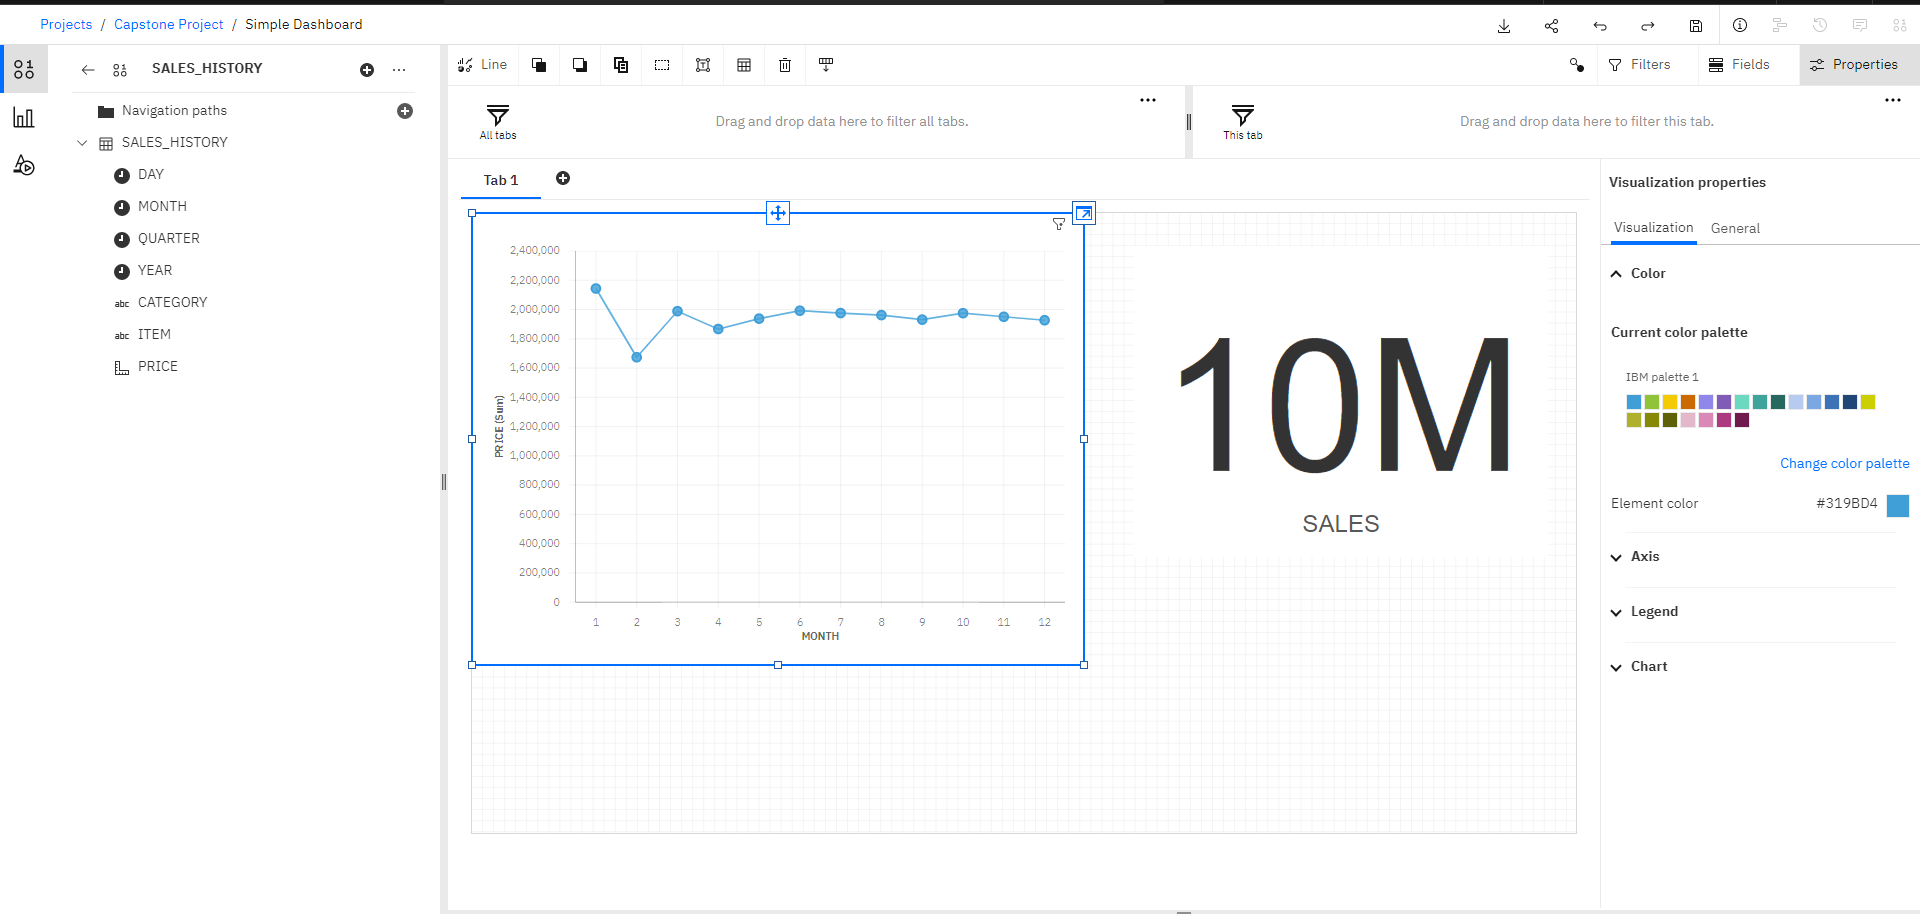 Projects / Capstone Project / Simple Dashboard
SALES_HISTORY
Navigation paths
SALES_HISTORY
DAY
MONTH
QUARTER
YEAR
abc CATEGORY
abc ITEM
PRICE
Line
Filters
Fields
Properties
All tabs
Drag and drop data here to filter all tabs.
This tab
Drag and drop data here to filter this tab.
Tab 1
2,400,000
2,200,000
2,000,000
1,800,000
1,600,000
1,400,000
1,200,000
1,000,000
800,000
600,000
400,000
200,000
0
PRICE (Sum)
1 2 3 4 5 6 7 8 9 10 11 12
MONTH
10M
SALES
Visualization properties
Visualization General
Color
Current color palette
IBM palette 1
Change color palette
Element color #319BD4
Axis
Legend
Chart